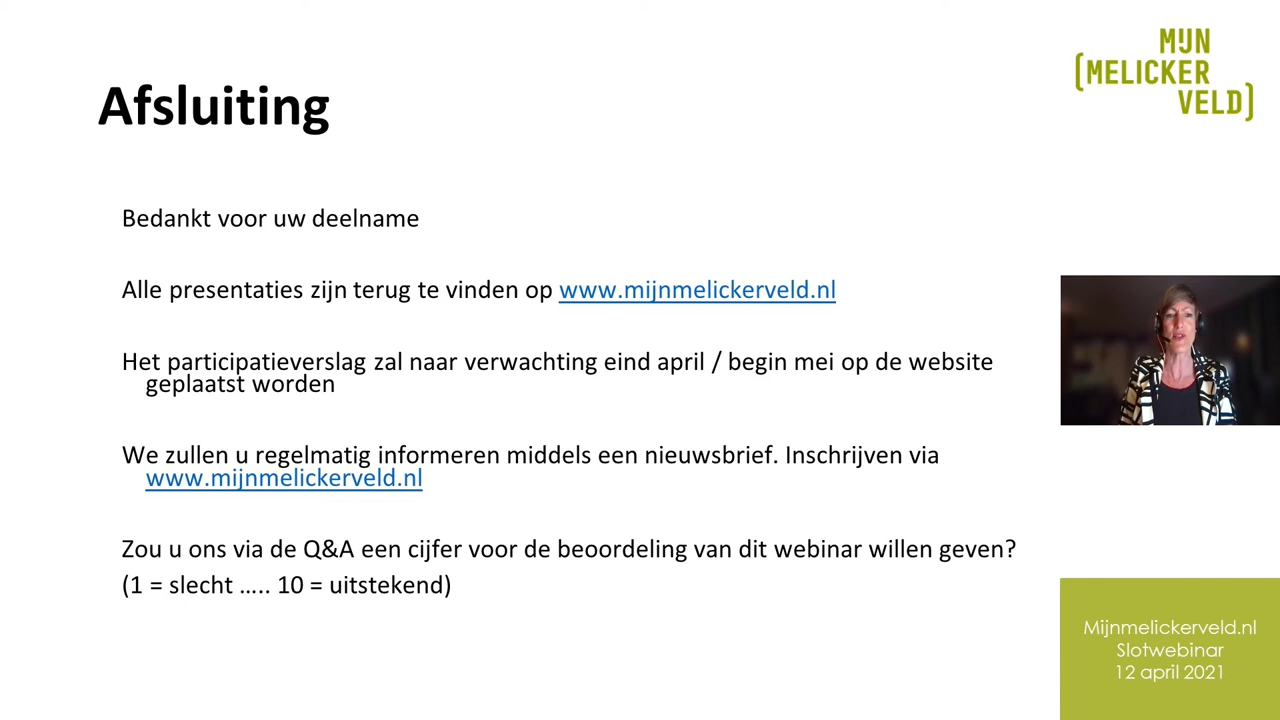 MIJN
(MELICKER
VELD)
Afsluiting
Bedankt voor uw deelname
Alle presentaties zijn terug te vinden op www.mijnmelickerveld.nl
Het participatieverslag zal naar verwachting eind april / begin mei op de website
geplaatst worden
We zullen u regelmatig informeren middels een nieuwsbrief. Inschrijven via
www.mijnmelickerveld.nl
Zou u ons via de Q&A een cijfer voor de beoordeling van dit webinar willen geven?
(1 = slecht ….. 10 = uitstekend)
Mijnmelickerveld.nl
Slotwebinar
12 april 2021